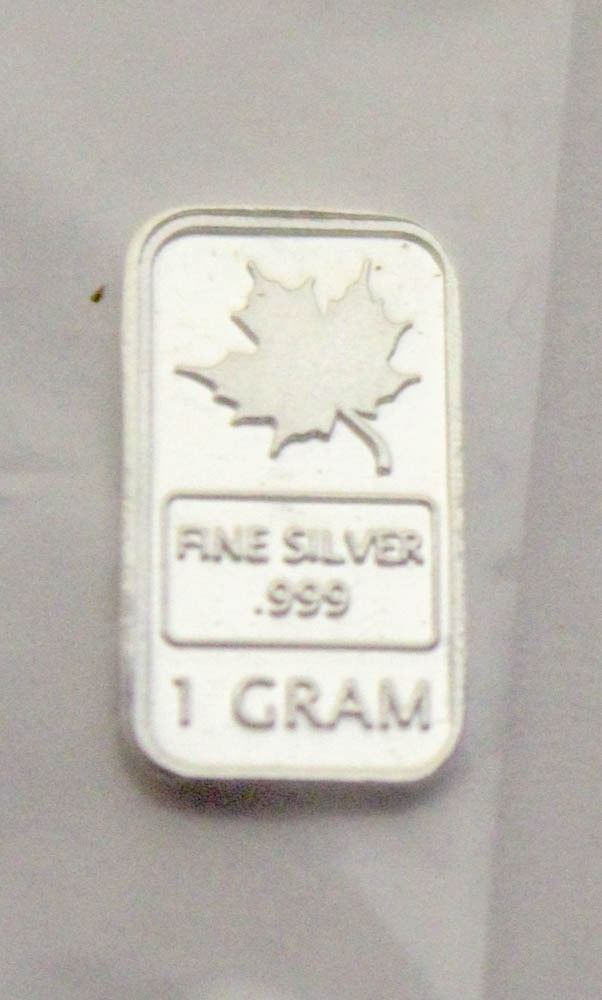 FINE SILVER
.999
1 GRAM